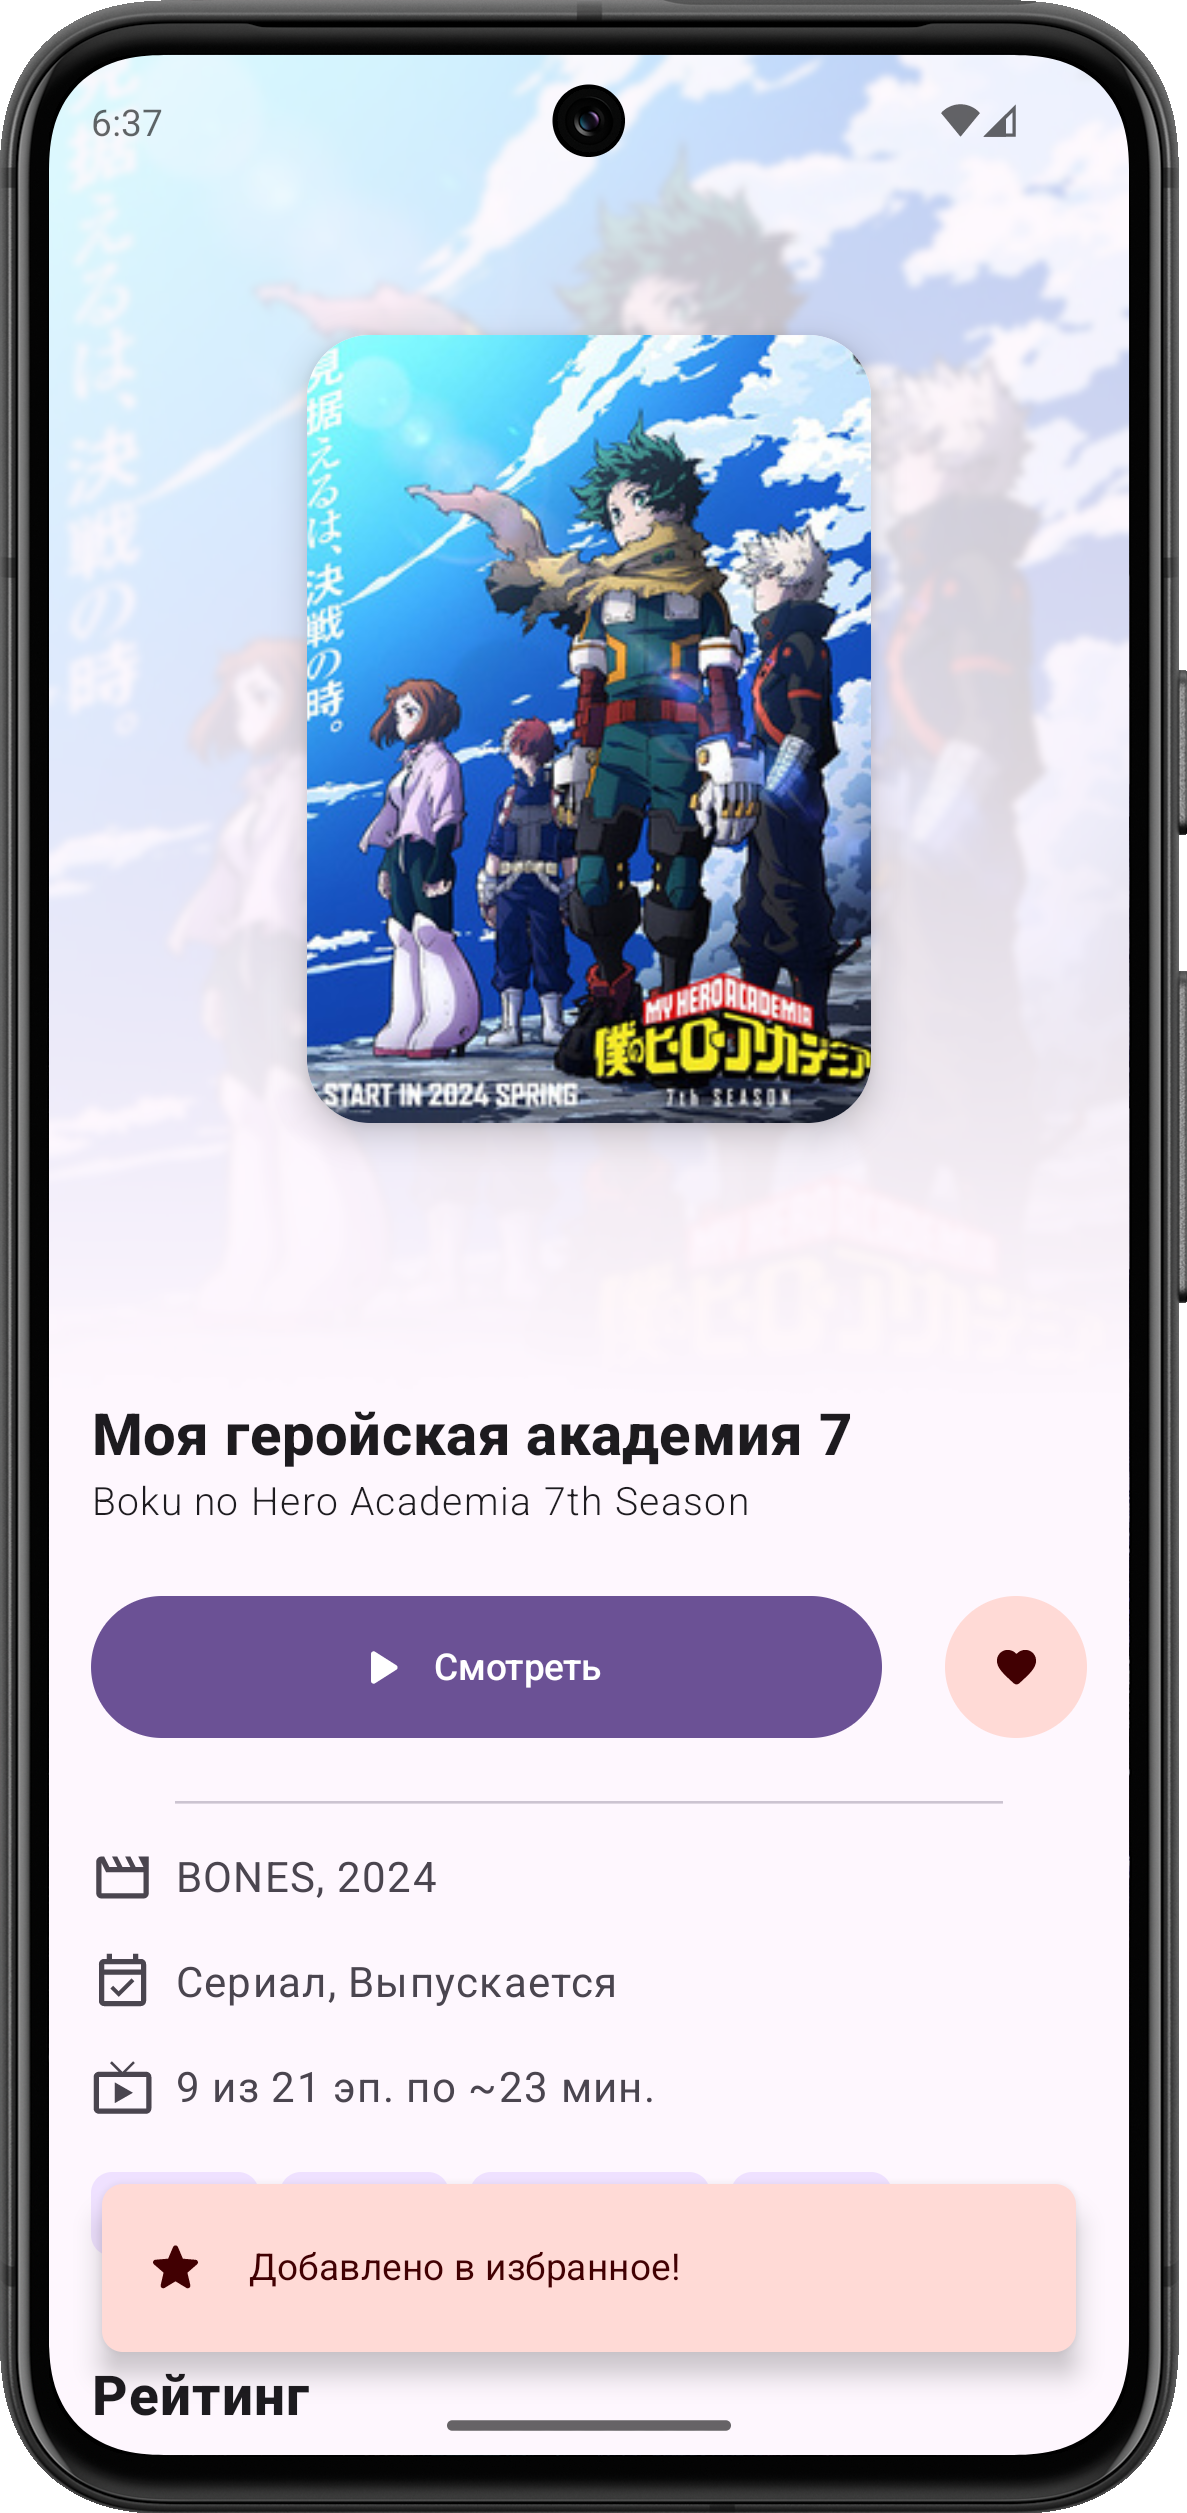 6:37
見据えるは、決戦の時。
MY HERO ACADEMIA
僕のヒーローアカデミア
START IN 2024 SPRING
7th SEASON
Моя геройская академия 7
Boku no Hero Academia 7th Season
Смотреть
BONES, 2024
Сериал, Выпускается
9 из 21 эп. по ~23 мин.
Добавлено в избранное!
Рейтинг